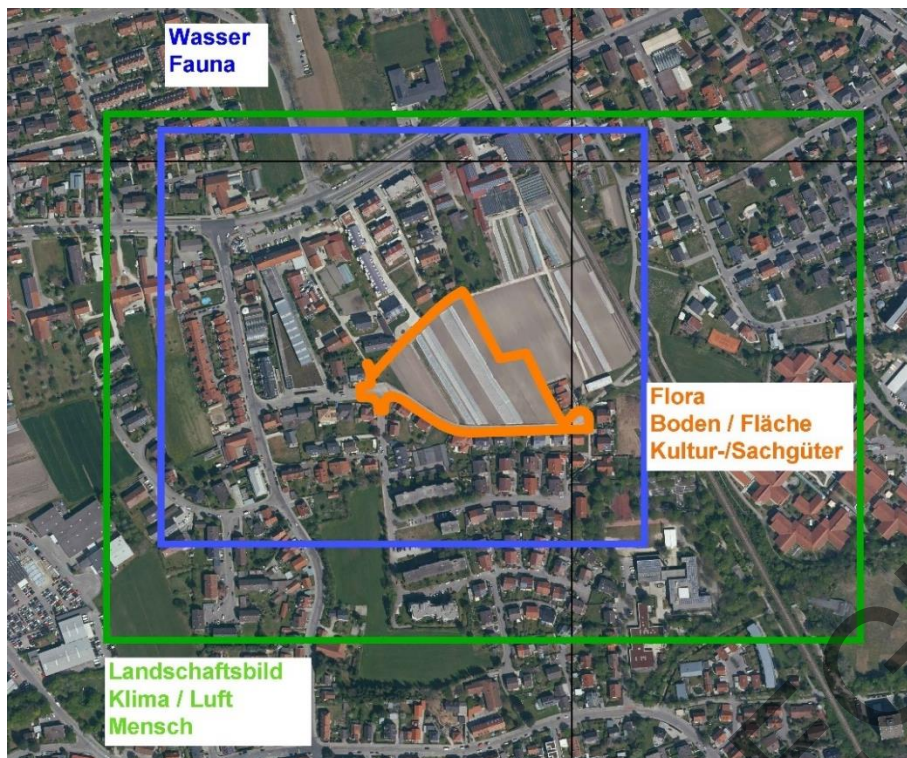 Wasser
Fauna
Flora
Boden / Fläche
Kultur-/Sachgüter
Landschaftsbild
Klima / Luft
Mensch